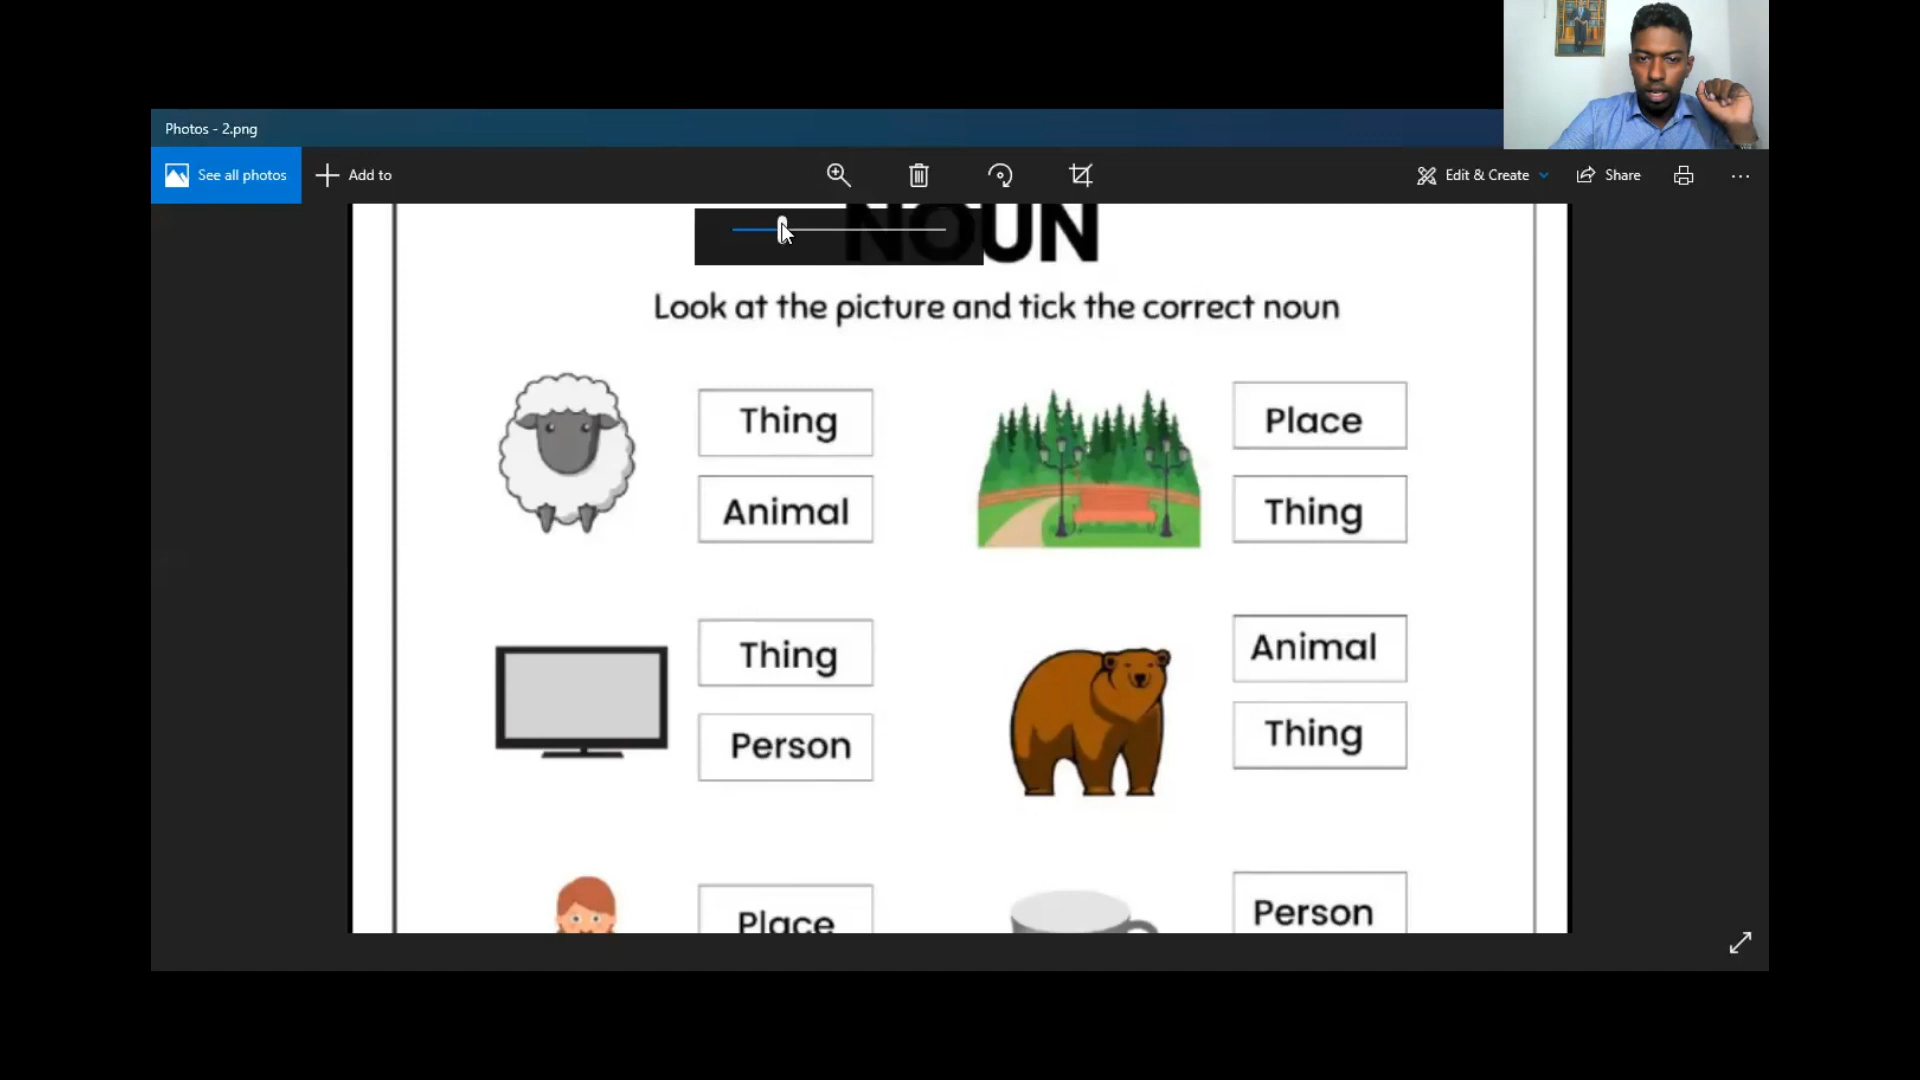 Photos - 2.png
See all photos
Add to
Edit & Create
Share
NOUN
Look at the picture and tick the correct noun
Thing
Place
Animal
Thing
Thing
Animal
Person
Thing
Place
Person